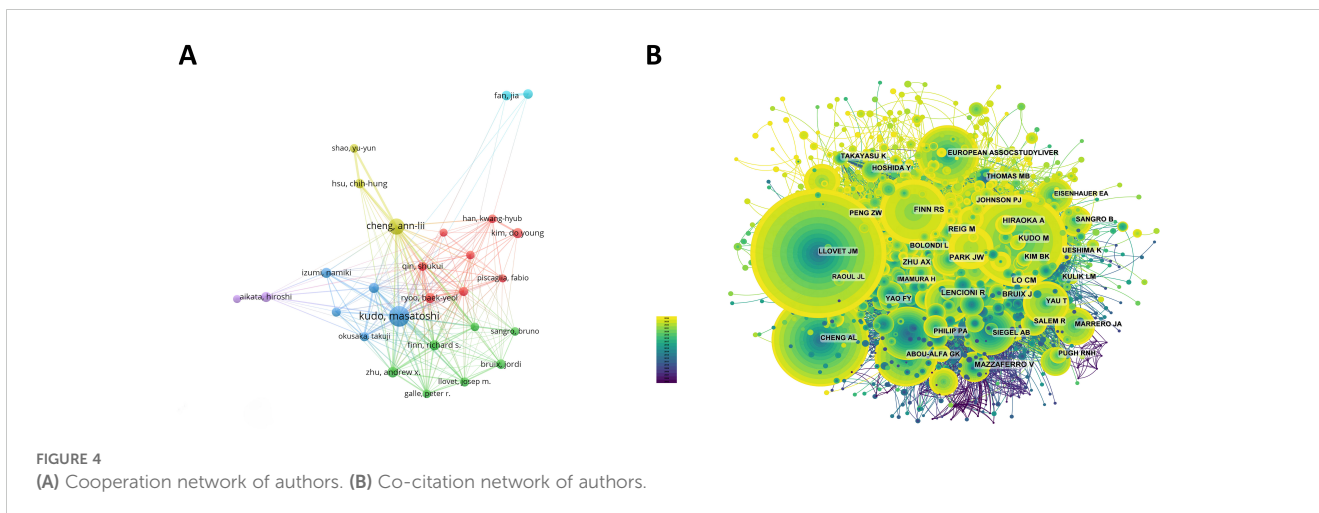 A
B
fan, jia
shao, yu-yun
hsu, chih-hung
cheng, ann-lii
han, kwang-hyub
kim, do young
qin, shukui
izumi, namiki
piscaglia, fabio
aikata, hiroshi
ryoo, baek-yeol
kudo, masatoshi
okusaka, takuji
sangro, bruno
finn, richard s.
bruix, jordi
zhu, andrew x.
llovet, josep m.
galle, peter r.
TAKAYASU K
EUROPEAN ASSOCSTUDYLIVER
HOSHIDA Y
THOMAS MB
EISENHAUER EA
JOHNSON PJ
PENG ZW
FINN RS
HIRAOKA A
SANGRO B
REIG M
KUDO M
BOLONDI L
LLOVET JM
UESHIMA K
PARK JW
KIM BK
ZHU AX
RAOUL JL
IMAMURA H
LO CM
KULIK LM
YAO FY
LENCIONI R
BRUIX J
YAU T
SALEM R
MARRERO JA
CHENG AL
PHILIP PA
SIEGEL AB
ABOU-ALFA GK
PUGH RNH
MAZZAFERRO V
FIGURE 4
(A) Cooperation network of authors. (B) Co-citation network of authors.